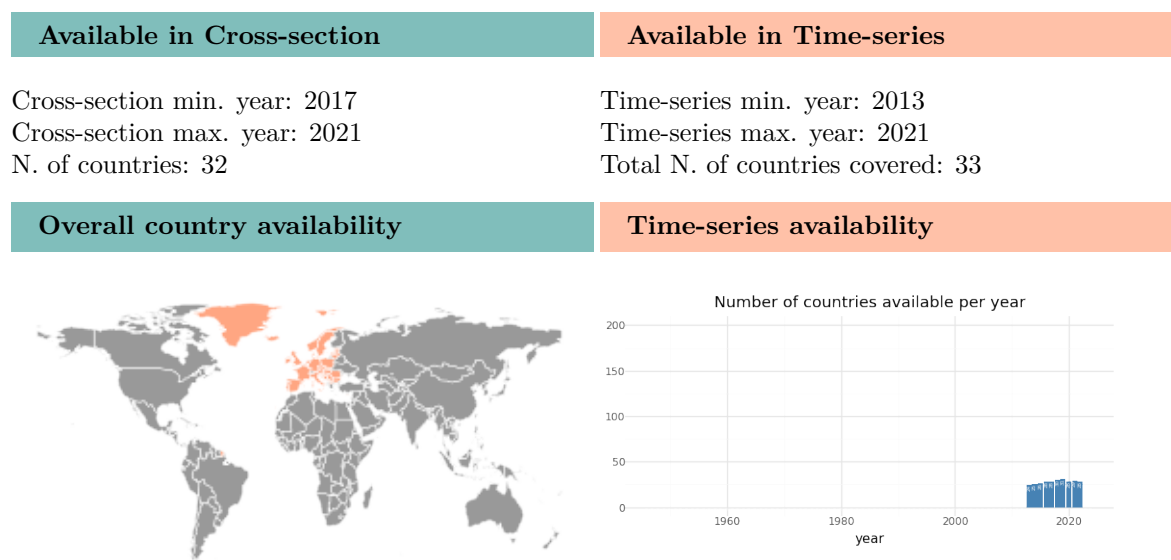 Available in Cross-section
Available in Time-series
Cross-section min. year: 2017
Cross-section max. year: 2021
N. of countries: 32
Time-series min. year: 2013
Time-series max. year: 2021
Total N. of countries covered: 33
Overall country availability
Time-series availability
Number of countries available per year
200
150
100
50
0
1960 1980 2000 2020
year